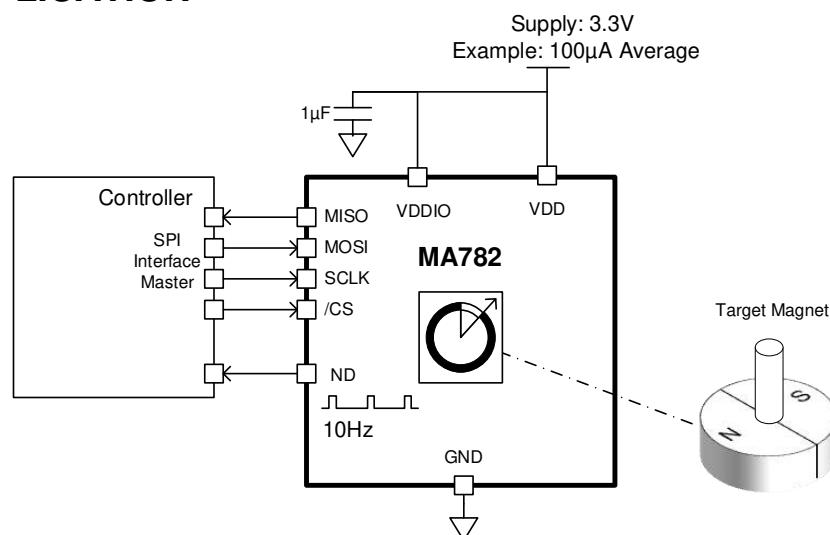 Supply: 3.3V
Example: 100µA Average
1µF
Controller
SPI
Interface
Master
MISO
MOSI
SCLK
/CS
ND
10Hz
VDDIO
VDD
MA782
GND
Target Magnet
N
S